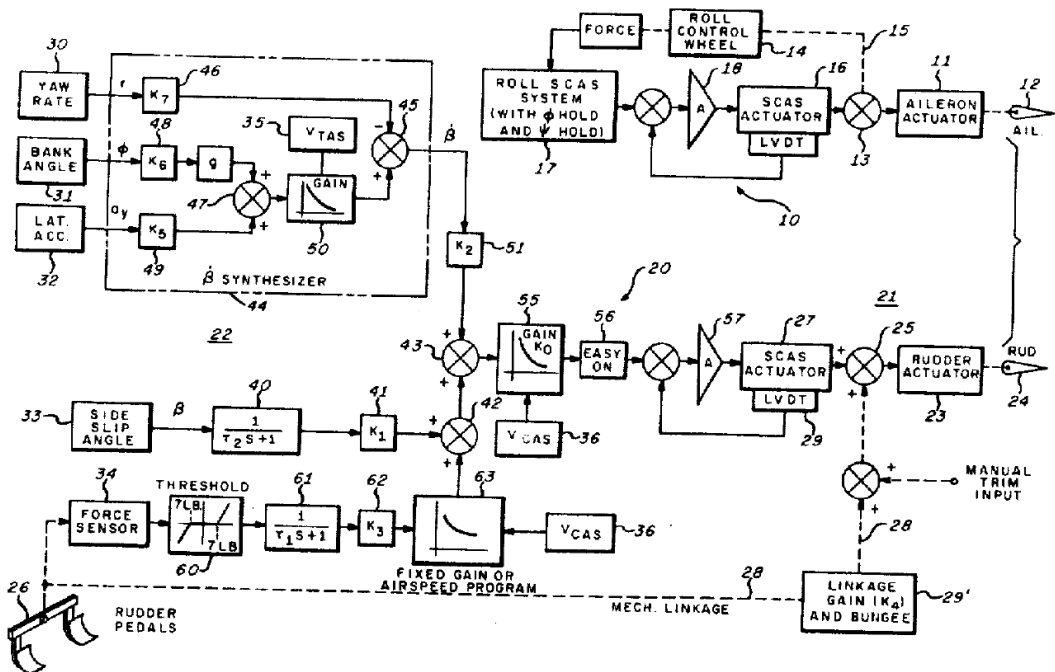 30
YAW RATE
r
46
K7
48
BANK ANGLE
31
φ
K6
g
35
VTAS
45
−
+
β̇
LAT. ACC.
32
ay
K5
49
47
+
+
GAIN
50
β̇ SYNTHESIZER
44
22
K2
51
FORCE
ROLL CONTROL WHEEL
14
15
ROLL SCAS SYSTEM (WITH φ HOLD AND ψ HOLD)
17
A
18
16
SCAS ACTUATOR
LVDT
10
13
11
AILERON ACTUATOR
12
AIL.
20
21
43
+
+
55
GAIN
K0
56
EASY ON
VCAS
36
57
A
27
SCAS ACTUATOR
LVDT
29
+
25
+
RUDDER ACTUATOR
23
RUD
24
33
SIDE SLIP ANGLE
β
40
1
τ2S+1
41
K1
+
42
+
34
FORCE SENSOR
THRESHOLD
7LB.
7LB
60
61
1
τ1S+1
62
K3
63
FIXED GAIN OR AIRSPEED PROGRAM
VCAS
36
+
MANUAL TRIM INPUT
+
28
LINKAGE GAIN (K4) AND BUNGEE
29'
28
MECH. LINKAGE
26
RUDDER PEDALS